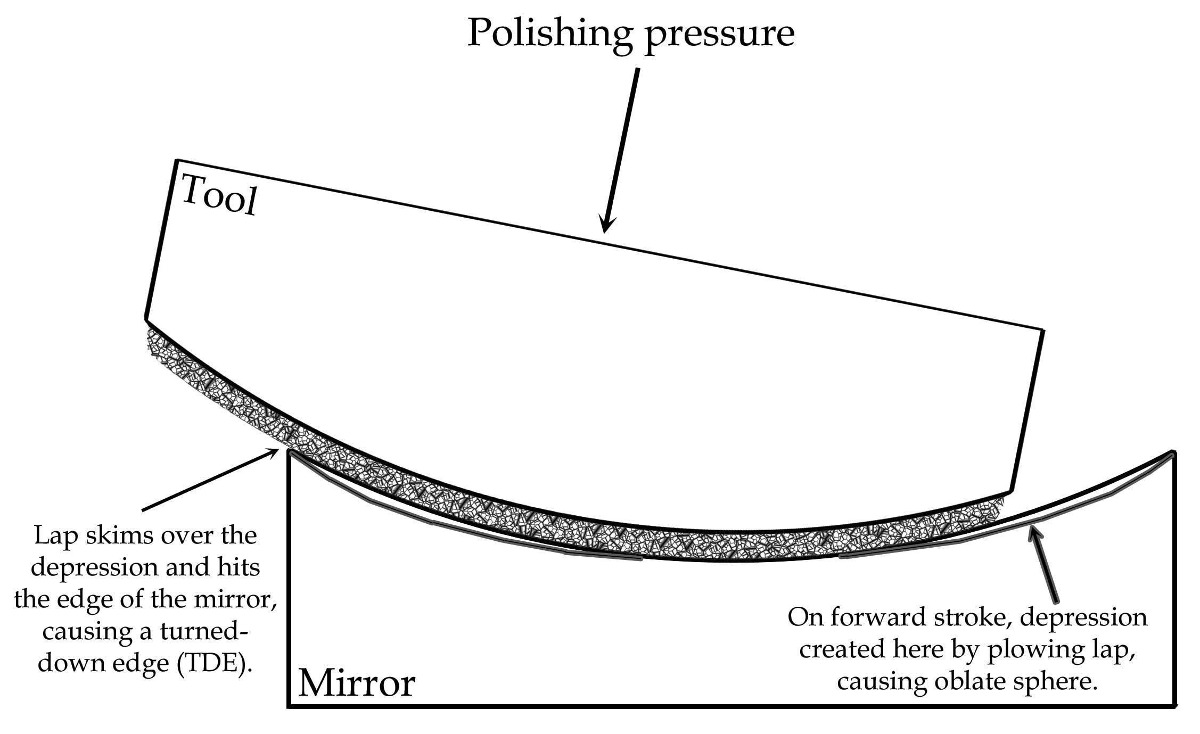 Polishing pressure
Tool
Lap skims over the
depression and hits
the edge of the mirror,
causing a turned-
down edge (TDE).
On forward stroke, depression
created here by plowing lap,
causing oblate sphere.
Mirror